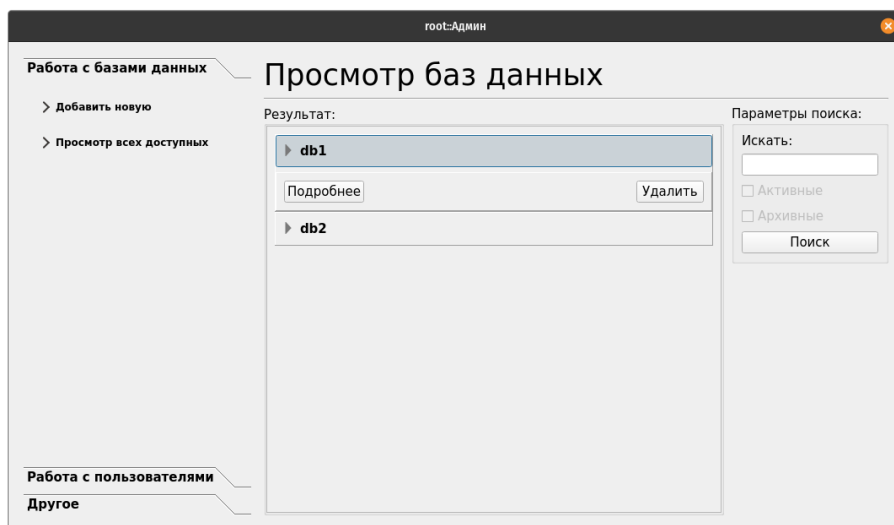 root::Админ
Работа с базами данных
Добавить новую
Просмотр всех доступных
Работа с пользователями
Другое
Просмотр баз данных
Результат:
db1
Подробнее
Удалить
db2
Параметры поиска:
Искать:
Активные
Архивные
Поиск